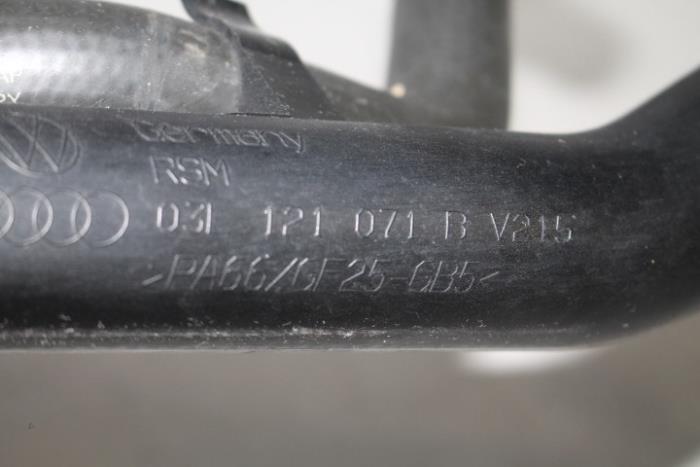 Germany
RSM
03L 121 071 B V215
>PA66/GF25-GB5<